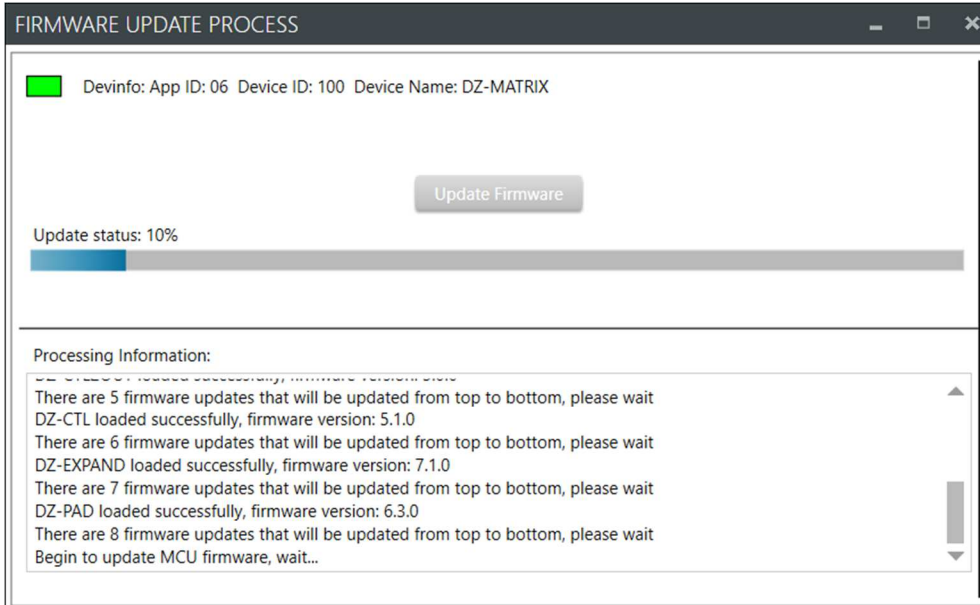 FIRMWARE UPDATE PROCESS
Devinfo: App ID: 06 Device ID: 100 Device Name: DZ-MATRIX
Update Firmware
Update status: 10%
Processing Information:
There are 5 firmware updates that will be updated from top to bottom, please wait
DZ-CTL loaded successfully, firmware version: 5.1.0
There are 6 firmware updates that will be updated from top to bottom, please wait
DZ-EXPAND loaded successfully, firmware version: 7.1.0
There are 7 firmware updates that will be updated from top to bottom, please wait
DZ-PAD loaded successfully, firmware version: 6.3.0
There are 8 firmware updates that will be updated from top to bottom, please wait
Begin to update MCU firmware, wait...